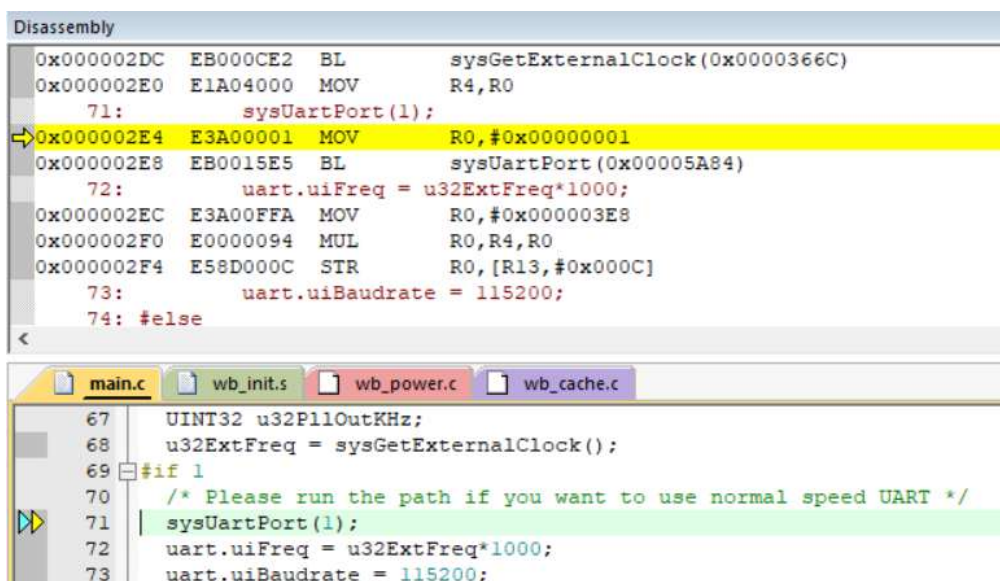 Disassembly
0x000002DC EB000CE2 BL sysGetExternalClock(0x0000366C)
0x000002E0 E1A04000 MOV R4,R0
71: sysUartPort(1);
0x000002E4 E3A00001 MOV R0,#0x00000001
0x000002E8 EB0015E5 BL sysUartPort(0x00005A84)
72: uart.uiFreq = u32ExtFreq*1000;
0x000002EC E3A00FFA MOV R0,#0x000003E8
0x000002F0 E0000094 MUL R0,R4,R0
0x000002F4 E58D000C STR R0,[R13,#0x000C]
73: uart.uiBaudrate = 115200;
74: #else
main.c wb_init.s wb_power.c wb_cache.c
67 UINT32 u32PllOutKHz;
68 u32ExtFreq = sysGetExternalClock();
69 #if 1
70 /* Please run the path if you want to use normal speed UART */
71 sysUartPort(1);
72 uart.uiFreq = u32ExtFreq*1000;
73 uart.uiBaudrate = 115200;